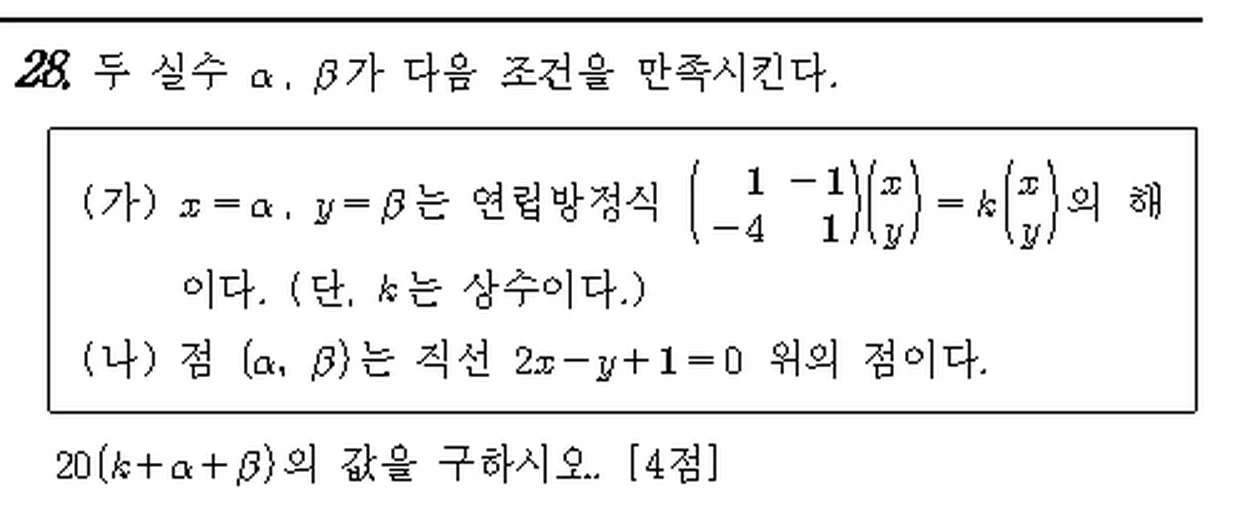 28. 두 실수 α, β가 다음 조건을 만족시킨다.
(가) x=α, y=β는 연립방정식 (1 −1 −4 1)(x y)=k(x y)의 해
이다. (단, k는 상수이다.)
(나) 점 (α, β)는 직선 2x−y+1=0 위의 점이다.
20(k+α+β)의 값을 구하시오.. [4점]